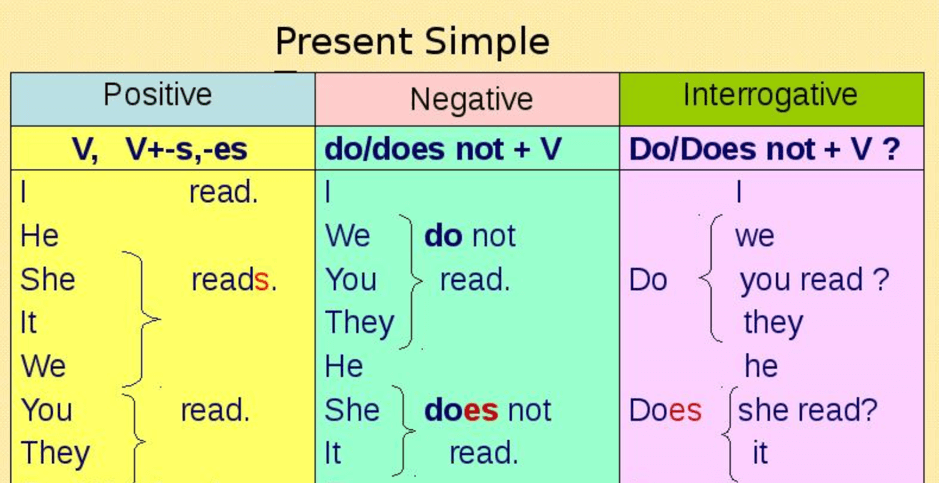 Present Simple
Positive
Negative
Interrogative
V, V+-s,-es
do/does not + V
Do/Does not + V ?
I read.
He
She reads.
It
We
You read.
They
I
We do not
You read.
They
He
She does not
It read.
I
we
Do you read ?
they
he
Does she read?
it